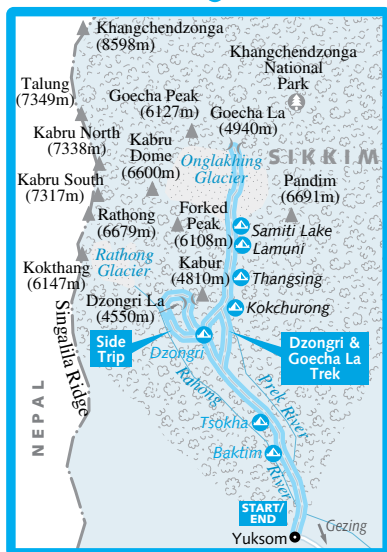 Khangchendzonga
(8598m)
Khangchendzonga
National
Park
Talung
(7349m)
Goecha Peak
(6127m)
Goecha La
(4940m)
Kabru North
(7338m)
Kabru
Dome
(6600m)
Onglakhing
Glacier
SIKKIM
Kabru South
(7317m)
Pandim
(6691m)
Rathong
(6679m)
Forked
Peak
(6108m)
Samiti Lake
Lamuni
Rathong
Glacier
Kokthang
(6147m)
Kabur
(4810m)
Thangsing
Dzongri La
(4550m)
Kokchurong
Singalila Ridge
Side
Trip
Dzongri
Dzongri &
Goecha La
Trek
Rahong
River
Prek River
NEPAL
Tsokha
Baktim
START/
END
Yuksom
Gezing